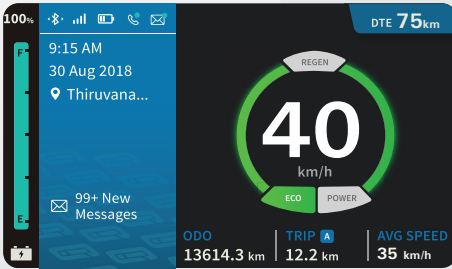 100%
F
E
9:15 AM
30 Aug 2018
Thiruvana...
99+ New
Messages
DTE 75km
REGEN
40
km/h
ECO
POWER
ODO
13614.3 km
TRIP A
12.2 km
AVG SPEED
35 km/h